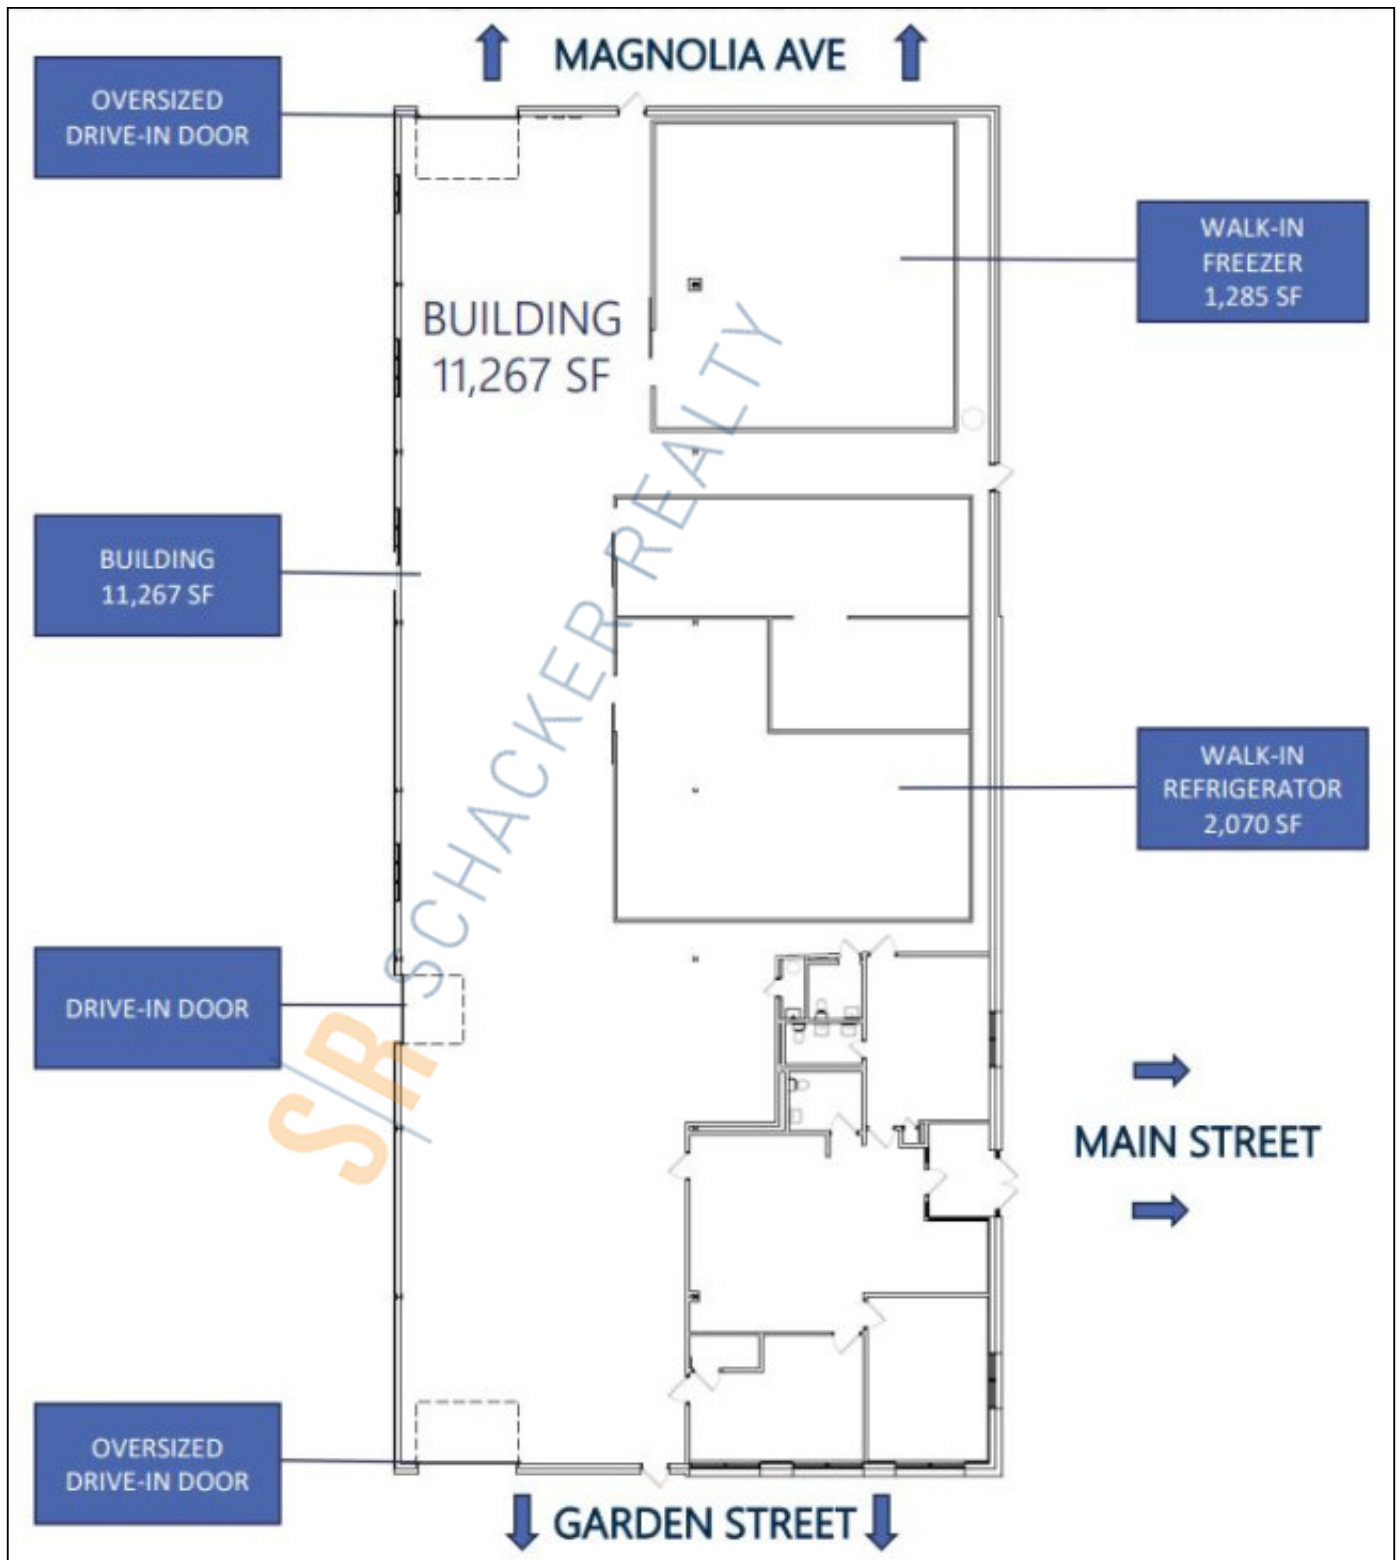 MAGNOLIA AVE
OVERSIZED
DRIVE-IN DOOR
WALK-IN
FREEZER
1,285 SF
BUILDING
11,267 SF
BUILDING
11,267 SF
SR SCHACKER REALTY
WALK-IN
REFRIGERATOR
2,070 SF
DRIVE-IN DOOR
MAIN STREET
OVERSIZED
DRIVE-IN DOOR
GARDEN STREET